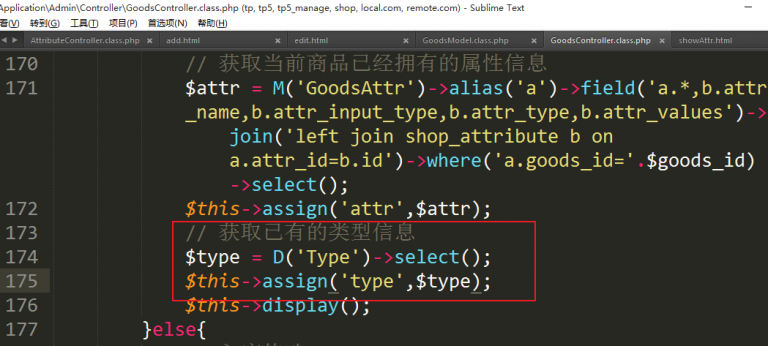 Application\Admin\Controller\GoodsController.class.php (tp, tp5, tp5_manage, shop, local.com, remote.com) - Sublime Text
看(V) 转到(G) 工具(T) 项目(P) 首选项(N) 帮助(H)
AttributeController.class.php add.html edit.html GoodsModel.class.php GoodsController.class.php showAttr.html
170 // 获取当前商品已经拥有的属性信息
171 $attr = M('GoodsAttr')->alias('a')->field('a.*,b.attr
_name,b.attr_input_type,b.attr_type,b.attr_values')->
join('left join shop_attribute b on
a.attr_id=b.id')->where('a.goods_id='.$goods_id)
->select();
172 $this->assign('attr',$attr);
173 // 获取已有的类型信息
174 $type = D('Type')->select();
175 $this->assign('type',$type);
176 $this->display();
177 }else{